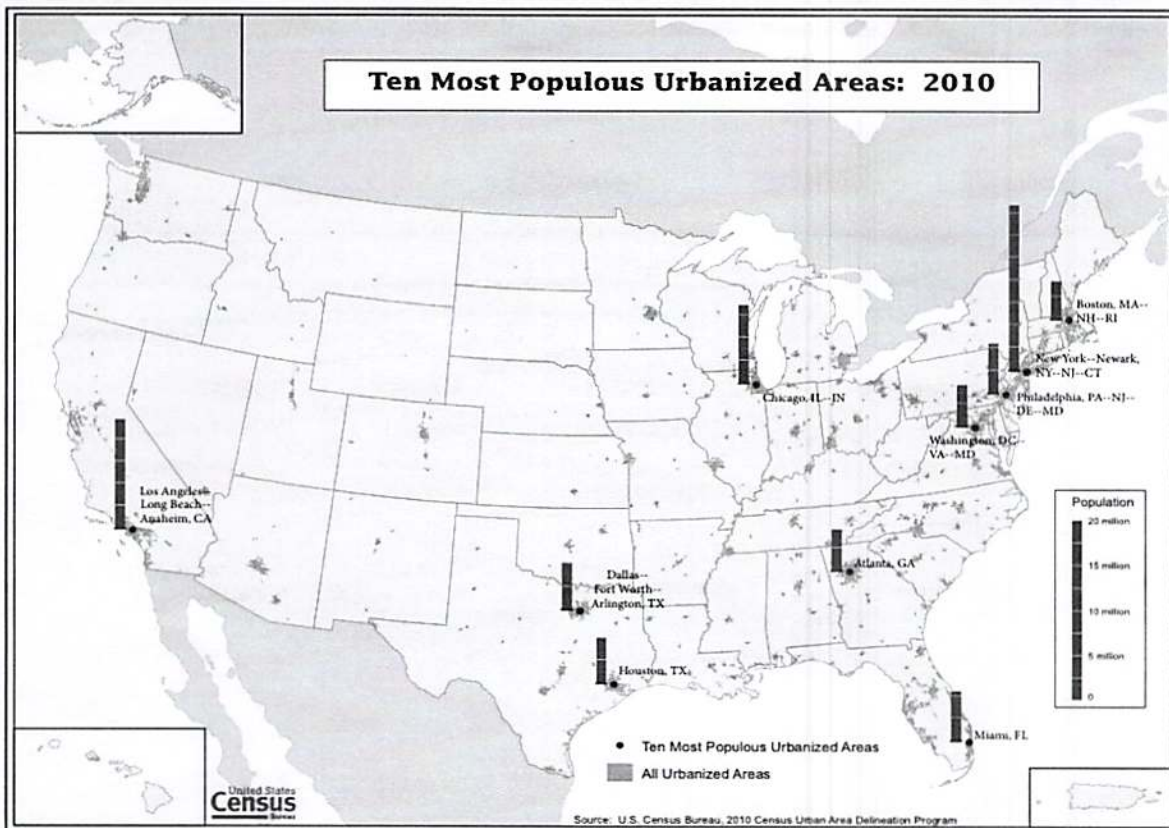 Ten Most Populous Urbanized Areas: 2010
Boston, MA--
NH--RI
New York--Newark,
NY--NJ--CT
Chicago, IL--IN
Philadelphia, PA--NJ--
DE--MD
Washington, DC--
VA--MD
Los Angeles--
Long Beach--
Anaheim, CA
Atlanta, GA
Dallas--
Fort Worth--
Arlington, TX
Houston, TX
Miami, FL
Population
20 million
15 million
10 million
5 million
0
Ten Most Populous Urbanized Areas
All Urbanized Areas
United States
Census
Bureau
Source: U.S. Census Bureau, 2010 Census Urban Area Delineation Program